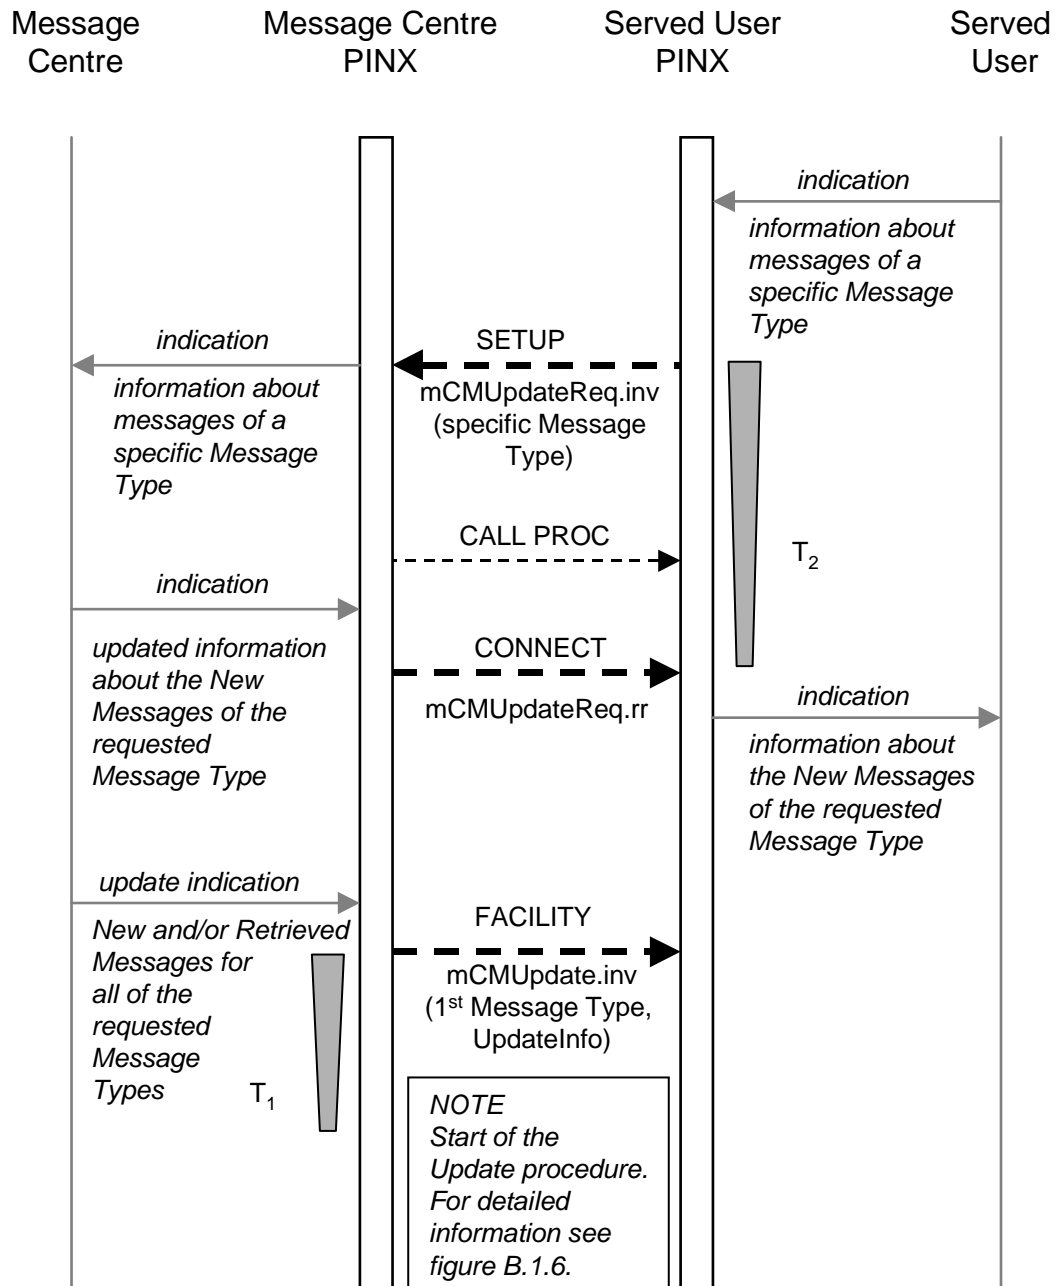 Message Centre
Message Centre PINX
Served User PINX
Served User
indication
information about
messages of a
specific Message
Type
indication
information about
messages of a
specific Message
Type
SETUP
mCMUpdateReq.inv
(specific Message
Type)
CALL PROC
T2
indication
updated information
about the New
Messages of the
requested
Message Type
CONNECT
mCMUpdateReq.rr
indication
information about
the New Messages
of the requested
Message Type
update indication
New and/or Retrieved
Messages for
all of the
requested
Message
Types
T1
FACILITY
mCMUpdate.inv
(1st Message Type,
UpdateInfo)
NOTE
Start of the
Update procedure.
For detailed
information see
figure B.1.6.